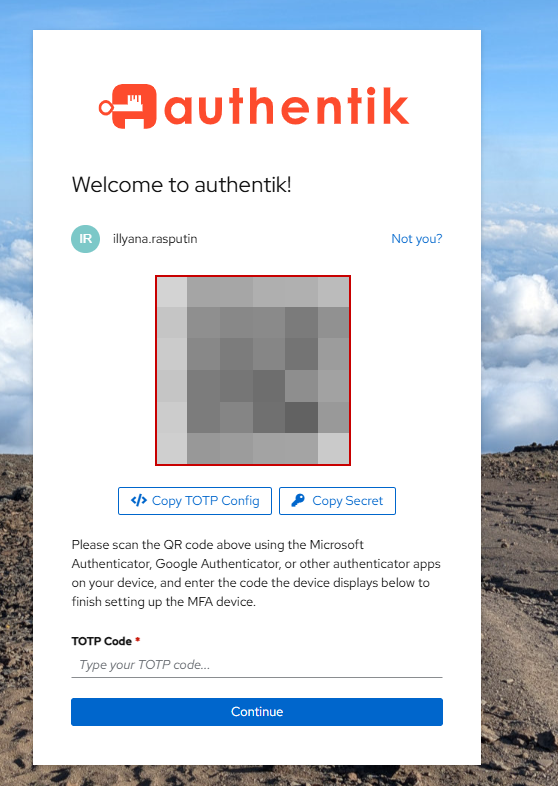 authentik
Welcome to authentik!
IR
illyana.rasputin
Not you?
Copy TOTP Config
Copy Secret
Please scan the QR code above using the Microsoft
Authenticator, Google Authenticator, or other authenticator apps
on your device, and enter the code the device displays below to
finish setting up the MFA device.
TOTP Code *
Type your TOTP code...
Continue